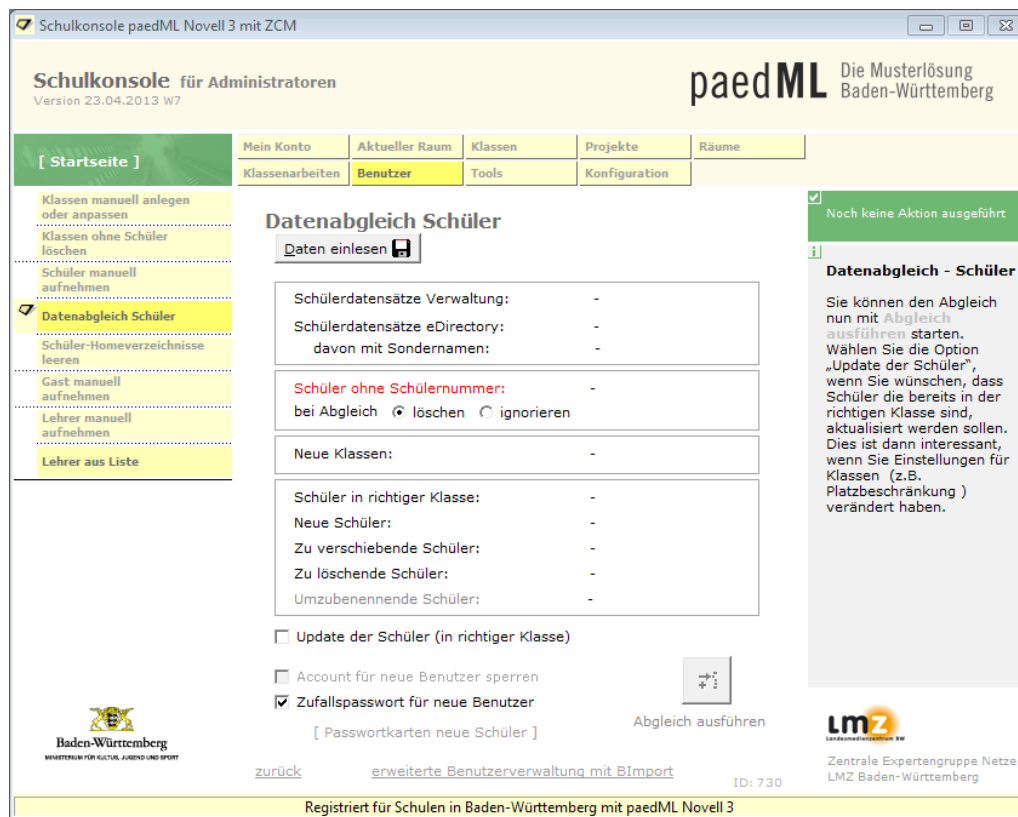 Schulkonsole paedML Novell 3 mit ZCM
Schulkonsole für Administratoren
Version 23.04.2013 W7
paedML Die Musterlösung
Baden-Württemberg
[ Startseite ]
Mein Konto
Aktueller Raum
Klassen
Projekte
Räume
Klassenarbeiten
Benutzer
Tools
Konfiguration
Klassen manuell anlegen
oder anpassen
Klassen ohne Schüler
löschen
Schüler manuell
aufnehmen
Datenabgleich Schüler
Schüler-Homeverzeichnisse
leeren
Gast manuell
aufnehmen
Lehrer manuell
aufnehmen
Lehrer aus Liste
Baden-Württemberg
MINISTERIUM FÜR KULTUS, JUGEND UND SPORT
Datenabgleich Schüler
Daten einlesen
Schülerdatensätze Verwaltung: -
Schülerdatensätze eDirectory: -
davon mit Sondernamen: -
Schüler ohne Schülernummer: -
bei Abgleich löschen ignorieren
Neue Klassen: -
Schüler in richtiger Klasse: -
Neue Schüler: -
Zu verschiebende Schüler: -
Zu löschende Schüler: -
Umzubenennende Schüler: -
Update der Schüler (in richtiger Klasse)
Account für neue Benutzer sperren
Zufallspasswort für neue Benutzer
[ Passwortkarten neue Schüler ]
Abgleich ausführen
zurück
erweiterte Benutzerverwaltung mit BImport
ID: 730
Noch keine Aktion ausgeführt
i
Datenabgleich - Schüler
Sie können den Abgleich
nun mit Abgleich
ausführen starten.
Wählen Sie die Option
„Update der Schüler",
wenn Sie wünschen, dass
Schüler die bereits in der
richtigen Klasse sind,
aktualisiert werden sollen.
Dies ist dann interessant,
wenn Sie Einstellungen für
Klassen (z.B.
Platzbeschränkung )
verändert haben.
LMZ
Landesmedienzentrum BW
Zentrale Expertengruppe Netze
LMZ Baden-Württemberg
Registriert für Schulen in Baden-Württemberg mit paedML Novell 3